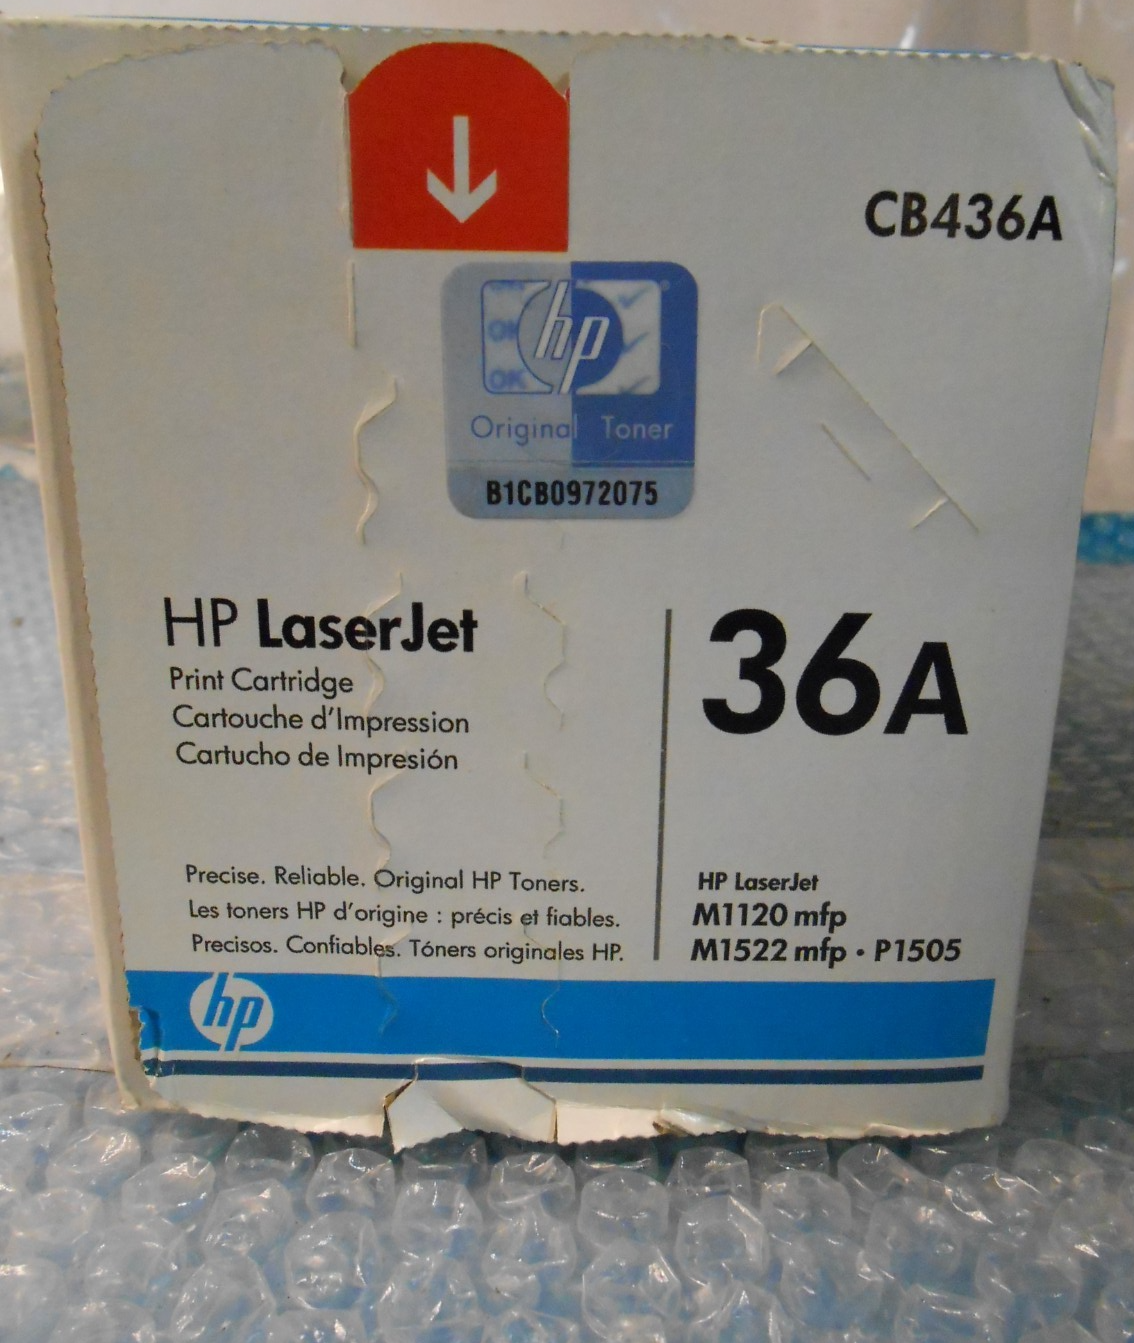 CB436A
hp
OK
OK
Original Toner
B1CB0972075
HP LaserJet
Print Cartridge
Cartouche d'Impression
Cartucho de Impresión
36A
Precise. Reliable. Original HP Toners.
Les toners HP d'origine : précis et fiables.
Precisos. Confiables. Tóners originales HP.
HP LaserJet
M1120 mfp
M1522 mfp • P1505
hp